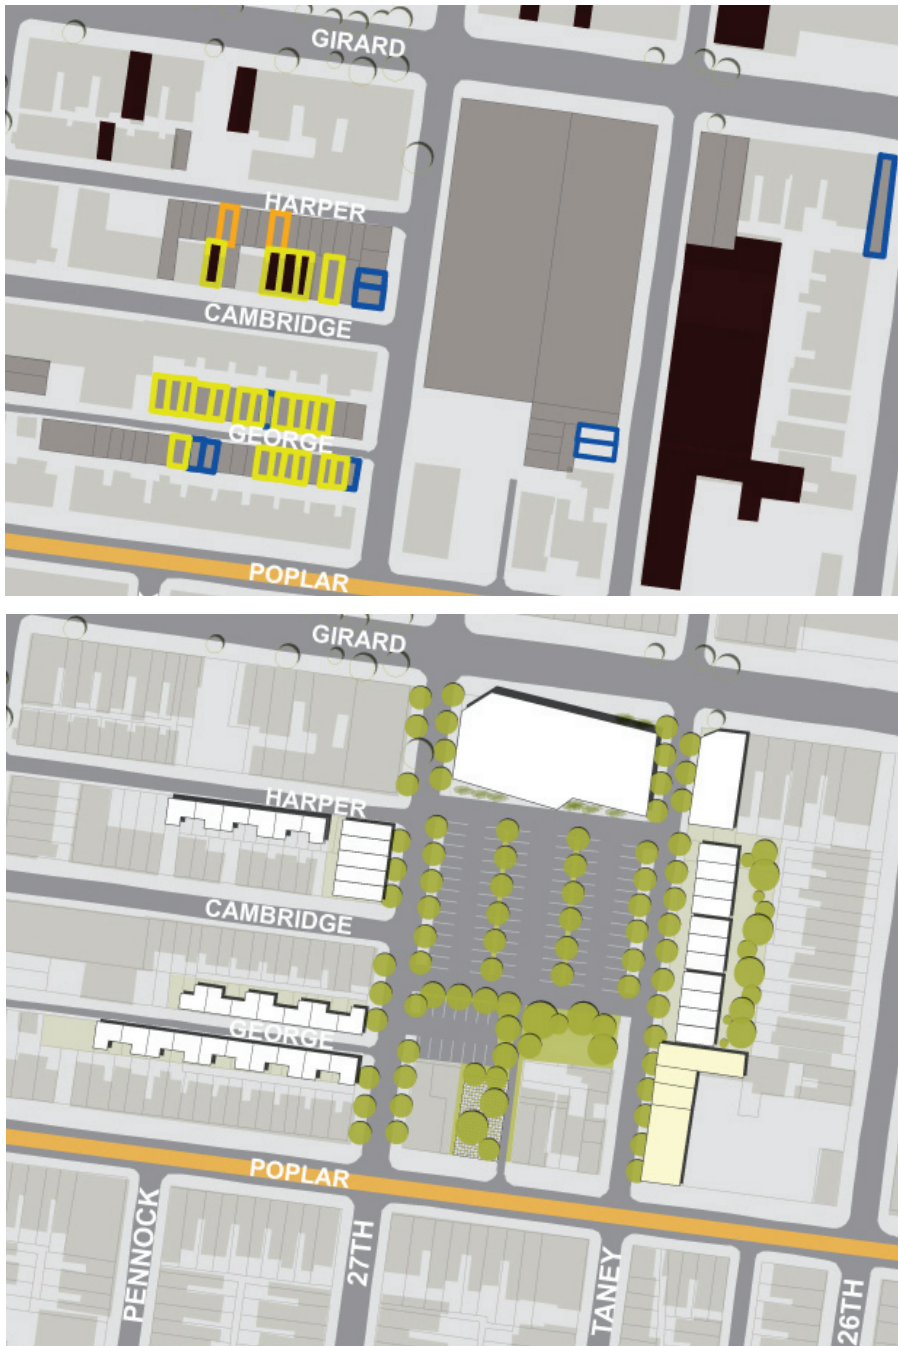 GIRARD
HARPER
CAMBRIDGE
GEORGE
POPLAR
GIRARD
HARPER
CAMBRIDGE
GEORGE
POPLAR
PENNOCK
27TH
TANEY
26TH